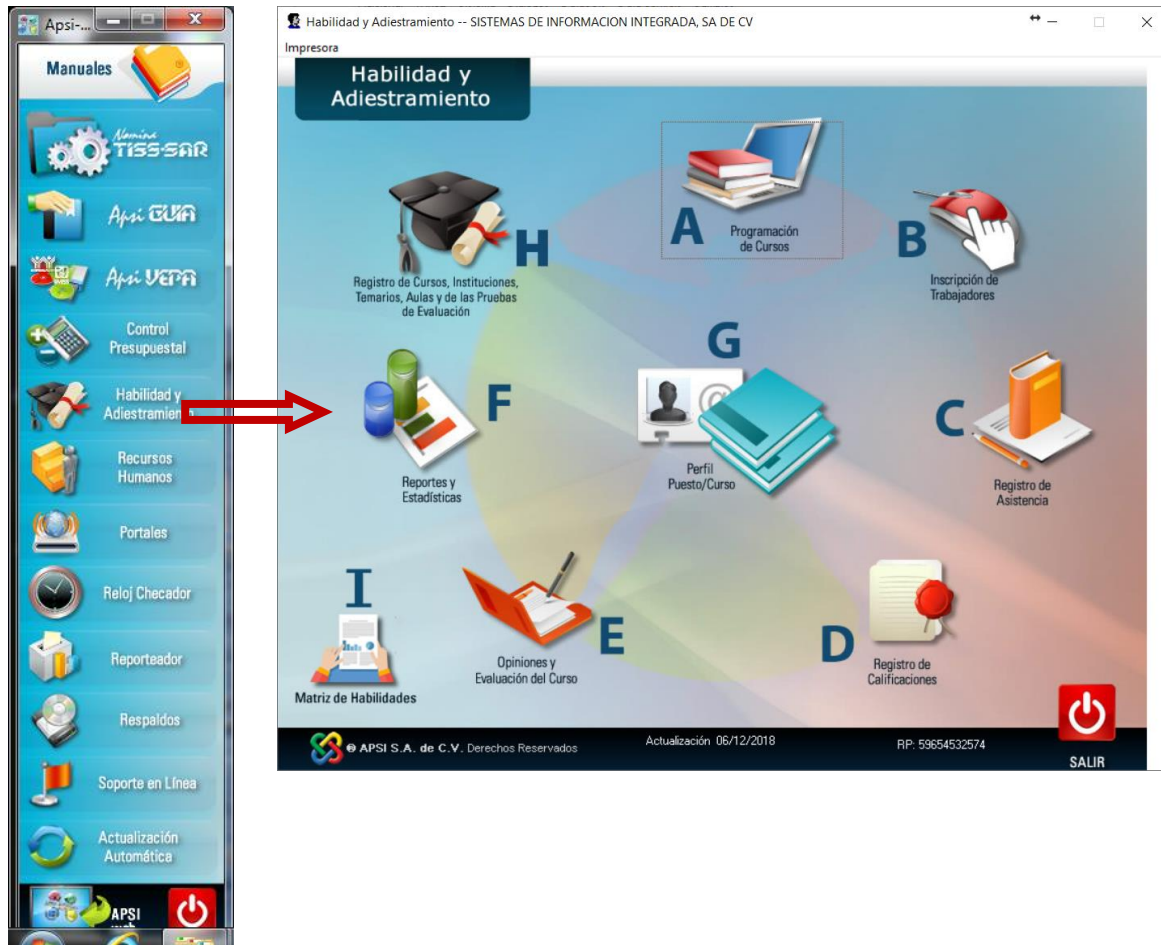 Apsi-...
Manuales
Nomina
TISS-SAR
Apsi GUIA
Apsi VEPA
Control
Presupuestal
Habilidad y
Adiestramiento
Recursos
Humanos
Portales
Reloj Checador
Reporteador
Respaldos
Soporte en Línea
Actualización
Automática
APSI
web
Habilidad y Adiestramiento -- SISTEMAS DE INFORMACION INTEGRADA, SA DE CV
Impresora
Habilidad y
Adiestramiento
A
Programación
de Cursos
B
Inscripción de
Trabajadores
H
Registro de Cursos, Instituciones,
Temarios, Aulas y de las Pruebas
de Evaluación
G
Perfil
Puesto/Curso
F
Reportes y
Estadísticas
C
Registro de
Asistencia
I
Matriz de Habilidades
E
Opiniones y
Evaluación del Curso
D
Registro de
Calificaciones
® APSI S.A. de C.V. Derechos Reservados
Actualización 06/12/2018
RP: 59654532574
SALIR